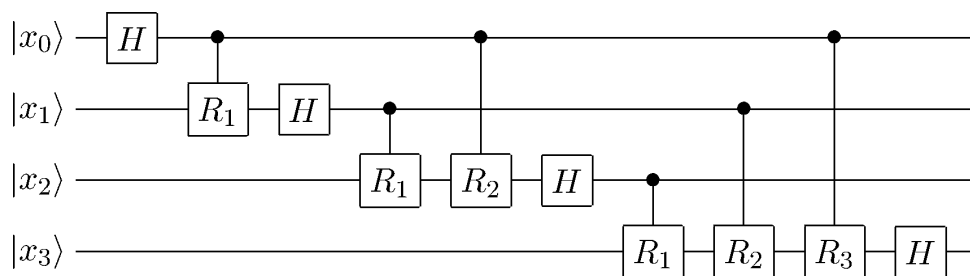 |x₀⟩ H
|x₁⟩ R₁ H
|x₂⟩ R₁ R₂ H
|x₃⟩ R₁ R₂ R₃ H